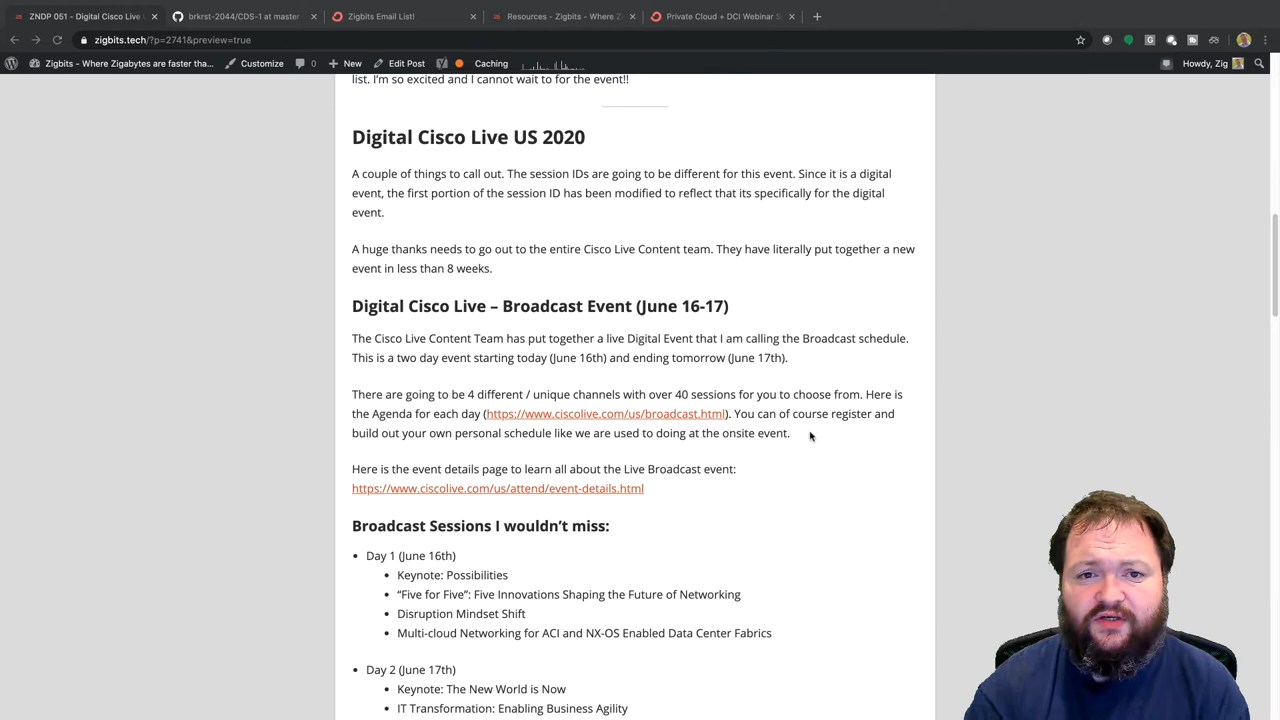 ZNDP 051 - Digital Cisco Live
brkrst-2044/CDS-1 at master
Zigbits Email List!
Resources - Zigbits - Where Z
Private Cloud + DCI Webinar S
zigbits.tech/?p=2741&preview=true
Zigbits - Where Zigabytes are faster tha...
Customize
0
New
Edit Post
Caching
Howdy, Zig
list. I'm so excited and I cannot wait to for the event!!
Digital Cisco Live US 2020
A couple of things to call out. The session IDs are going to be different for this event. Since it is a digital
event, the first portion of the session ID has been modified to reflect that its specifically for the digital
event.
A huge thanks needs to go out to the entire Cisco Live Content team. They have literally put together a new
event in less than 8 weeks.
Digital Cisco Live – Broadcast Event (June 16-17)
The Cisco Live Content Team has put together a live Digital Event that I am calling the Broadcast schedule.
This is a two day event starting today (June 16th) and ending tomorrow (June 17th).
There are going to be 4 different / unique channels with over 40 sessions for you to choose from. Here is
the Agenda for each day (https://www.ciscolive.com/us/broadcast.html). You can of course register and
build out your own personal schedule like we are used to doing at the onsite event.
Here is the event details page to learn all about the Live Broadcast event:
https://www.ciscolive.com/us/attend/event-details.html
Broadcast Sessions I wouldn't miss:
• Day 1 (June 16th)
• Keynote: Possibilities
• "Five for Five": Five Innovations Shaping the Future of Networking
• Disruption Mindset Shift
• Multi-cloud Networking for ACI and NX-OS Enabled Data Center Fabrics
• Day 2 (June 17th)
• Keynote: The New World is Now
• IT Transformation: Enabling Business Agility